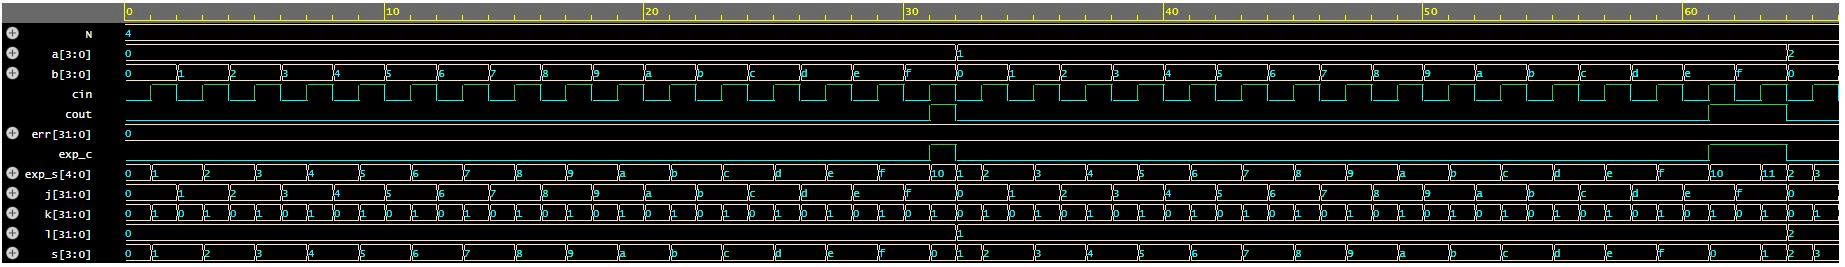 0 10 20 30 40 50 60
N 4
a[3:0] 0 1 2
b[3:0] 0 1 2 3 4 5 6 7 8 9 a b c d e f 0 1 2 3 4 5 6 7 8 9 a b c d e f 0
cin
cout
err[31:0] 0
exp_c
exp_s[4:0] 0 1 2 3 4 5 6 7 8 9 a b c d e f 10 1 2 3 4 5 6 7 8 9 a b c d e f 10 11 2 3
j[31:0] 0 1 2 3 4 5 6 7 8 9 a b c d e f 0 1 2 3 4 5 6 7 8 9 a b c d e f 0
k[31:0] 0 1 0 1 0 1 0 1 0 1 0 1 0 1 0 1 0 1 0 1 0 1 0 1 0 1 0 1 0 1 0 1 0 1 0 1 0 1 0 1 0 1 0 1 0 1 0 1 0 1 0 1 0 1 0 1 0 1 0 1 0 1 0 1 0 1
l[31:0] 0 1 2
s[3:0] 0 1 2 3 4 5 6 7 8 9 a b c d e f 0 1 2 3 4 5 6 7 8 9 a b c d e f 0 1 2 3